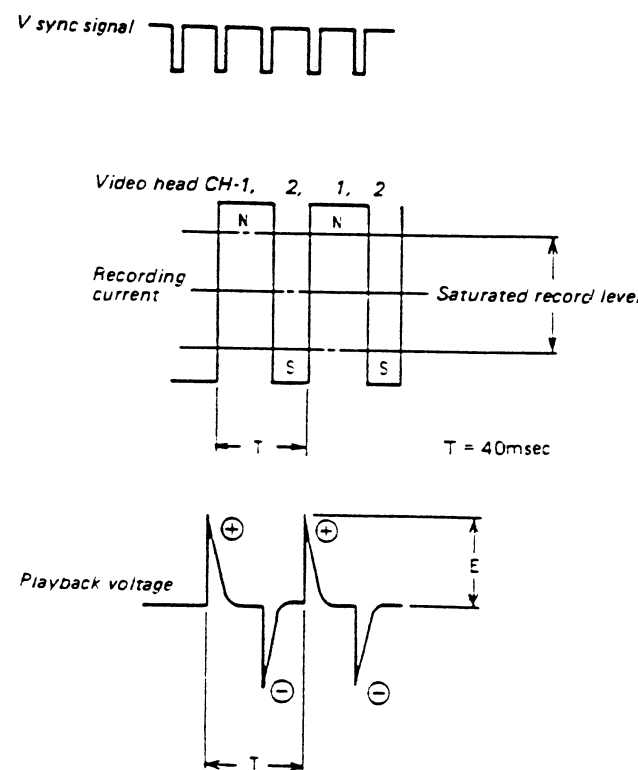 V sync signal
Video head CH-1, 2, 1, 2
N N
Recording
current
Saturated record level
S S
T
T = 40msec
+ +
Playback voltage
E
− −
T